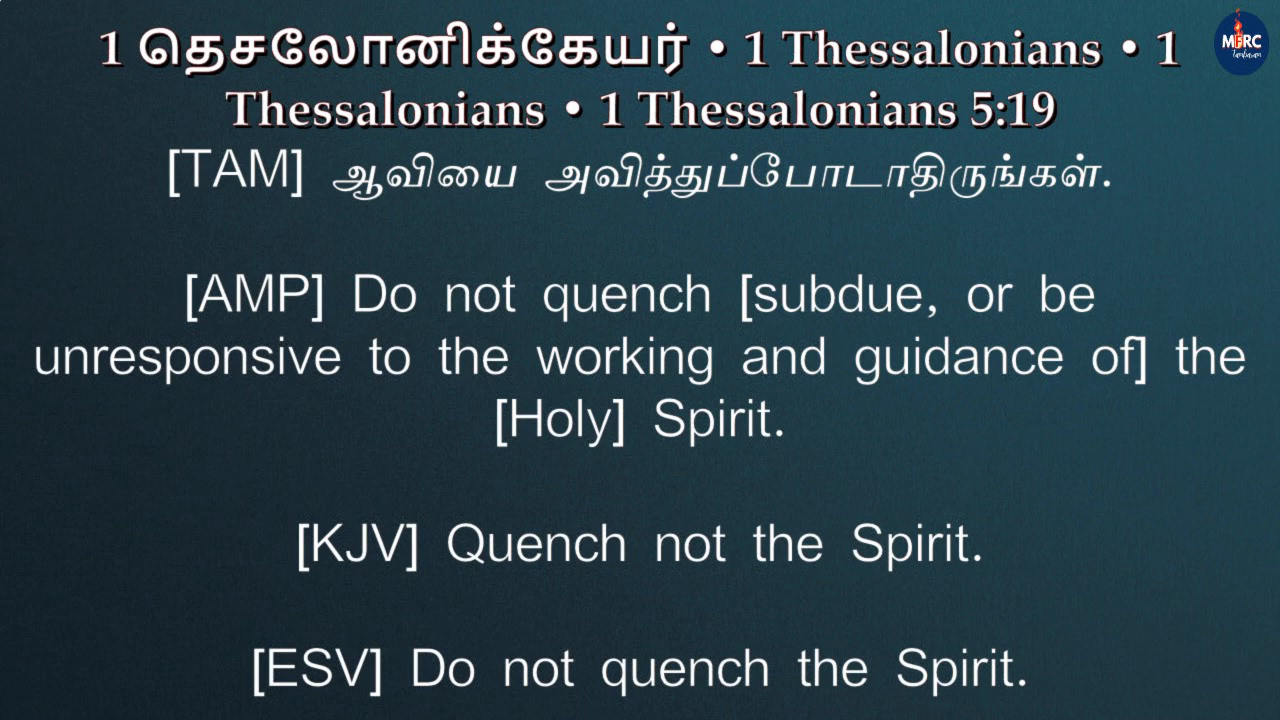 1 தெசலோனிக்கேயர் • 1 Thessalonians • 1
Thessalonians • 1 Thessalonians 5:19
[TAM] ஆவியை அவித்துப்போடாதிருங்கள்.
[AMP] Do not quench [subdue, or be
unresponsive to the working and guidance of] the
[Holy] Spirit.
[KJV] Quench not the Spirit.
[ESV] Do not quench the Spirit.
MFRC
Tambaram